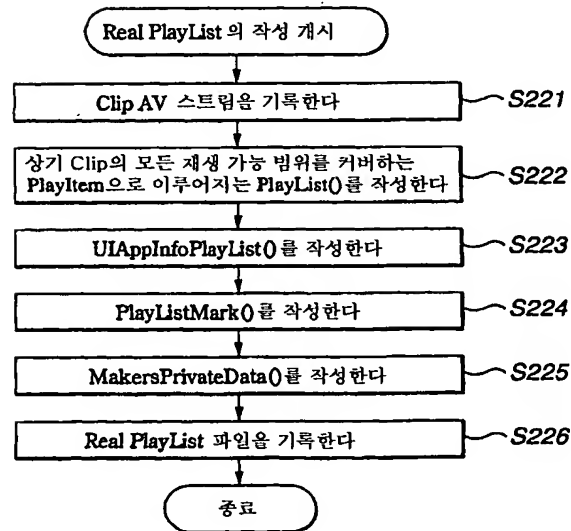 Real PlayList 의 작성 개시
Clip AV 스트림을 기록한다
S221
상기 Clip의 모든 재생 가능 범위를 커버하는
PlayItem으로 이루어지는 PlayList()를 작성한다
S222
UIAppInfoPlayList()를 작성한다
S223
PlayListMark()를 작성한다
S224
MakersPrivateData()를 작성한다
S225
Real PlayList 파일을 기록한다
S226
종료